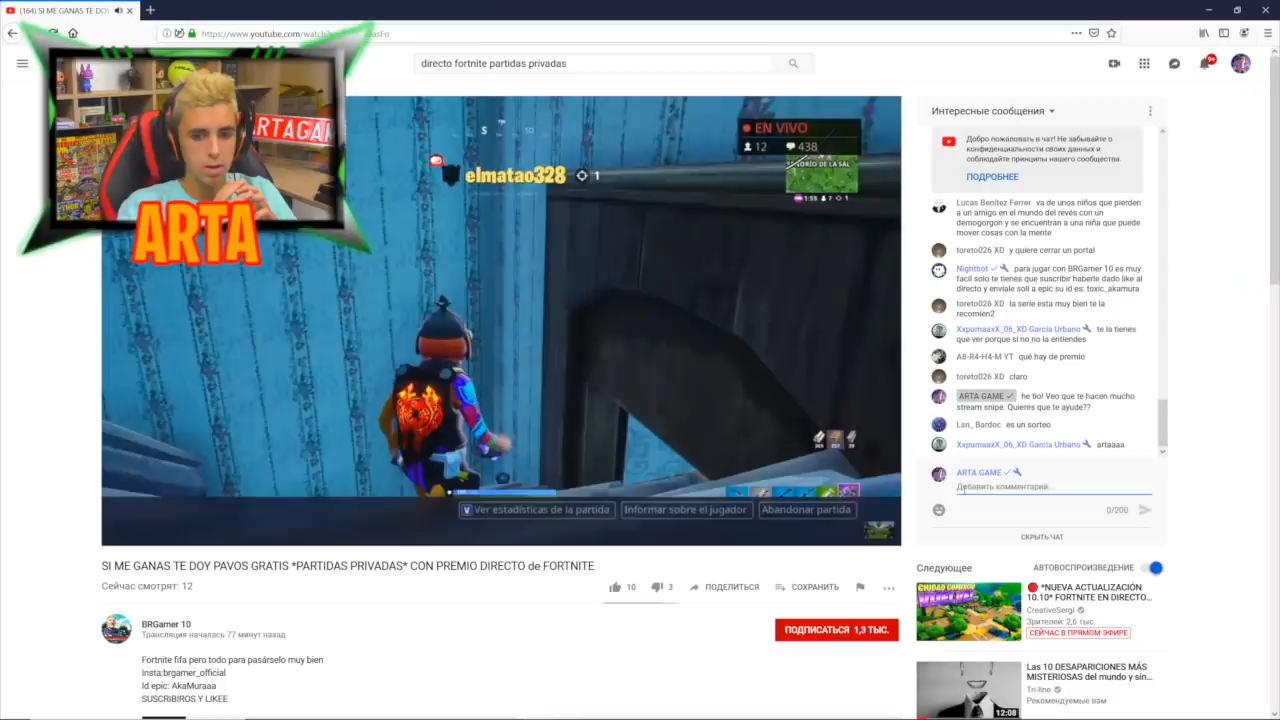 (164) SI ME GANAS TE DOY
https://www.youtube.com/watch?
directo fortnite partidas privadas
9+
ARTAGA
ARTA
S
50
elmatao328 1
EN VIVO
12 438
1:55 7 1
Ver estadísticas de la partida
Informar sobre el jugador
Abandonar partida
SI ME GANAS TE DOY PAVOS GRATIS *PARTIDAS PRIVADAS* CON PREMIO DIRECTO de FORTNITE
Сейчас смотрят: 12
10
3
ПОДЕЛИТЬСЯ
СОХРАНИТЬ
BRGamer 10
Трансляция началась 77 минут назад
ПОДПИСАТЬСЯ 1,3 ТЫС.
Fortnite fifa pero todo para pasárselo muy bien
Insta:brgamer_official
Id epic: AkaMuraaa
SUSCRIBIROS Y LIKEE
Интересные сообщения
Добро пожаловать в чат! Не забывайте о
конфиденциальности своих данных и
соблюдайте принципы нашего сообщества.
ПОДРОБНЕЕ
Lucas Benítez Ferrer va de unos niños que pierden
a un amigo en el mundo del revés con un
demogorgon y se encuentran a una niña que puede
mover cosas con la mente
toreto026 XD y quiere cerrar un portal
Nightbot para jugar con BRGamer 10 es muy
facil solo te tienes que suscribir haberle dado like al
directo y enviale soli a epic su id es: toxic_akamura
toreto026 XD la serie esta muy bien te la
recomien2
XxpumaaxX_06_XD García Urbano te la tienes
que ver porque si no no la entiendes
A8-R4-H4-M YT qué hay de premio
toreto026 XD claro
ARTA GAME he tio! Veo que te hacen mucho
stream snipe. Quieres que te ayude??
Lsn_ Bardoc es un sorteo
XxpumaaxX_06_XD García Urbano artaaaa
ARTA GAME
Добавить комментарий...
0/200
СКРЫТЬ ЧАТ
Следующее
АВТОВОСПРОИЗВЕДЕНИЕ
CIUDAD COMERCIO
VUELVE
*NUEVA ACTUALIZACIÓN
10.10* FORTNITE EN DIRECTO...
CreativeSergi
Зрителей: 2,6 тыс.
СЕЙЧАС В ПРЯМОМ ЭФИРЕ
12:08
Las 10 DESAPARICIONES MÁS
MISTERIOSAS del mundo y sin...
Tri-line
Рекомендуемые вам